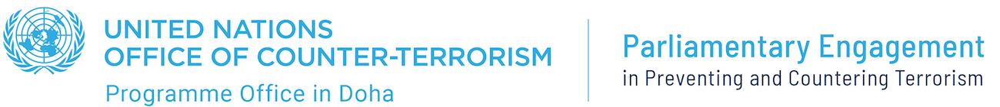 UNITED NATIONS
OFFICE OF COUNTER-TERRORISM
Programme Office in Doha
Parliamentary Engagement
in Preventing and Countering Terrorism